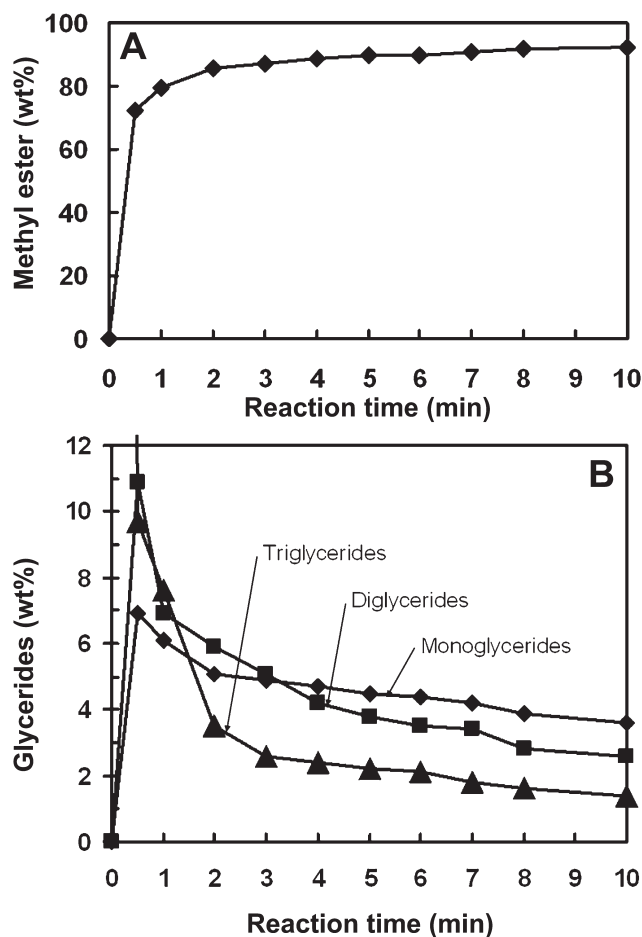 A
Methyl ester (wt%)
100
80
60
40
20
0
0 1 2 3 4 5 6 7 8 9 10
Reaction time (min)
B
Glycerides (wt%)
12
10
8
6
4
2
0
Triglycerides
Diglycerides
Monoglycerides
0 1 2 3 4 5 6 7 8 9 10
Reaction time (min)